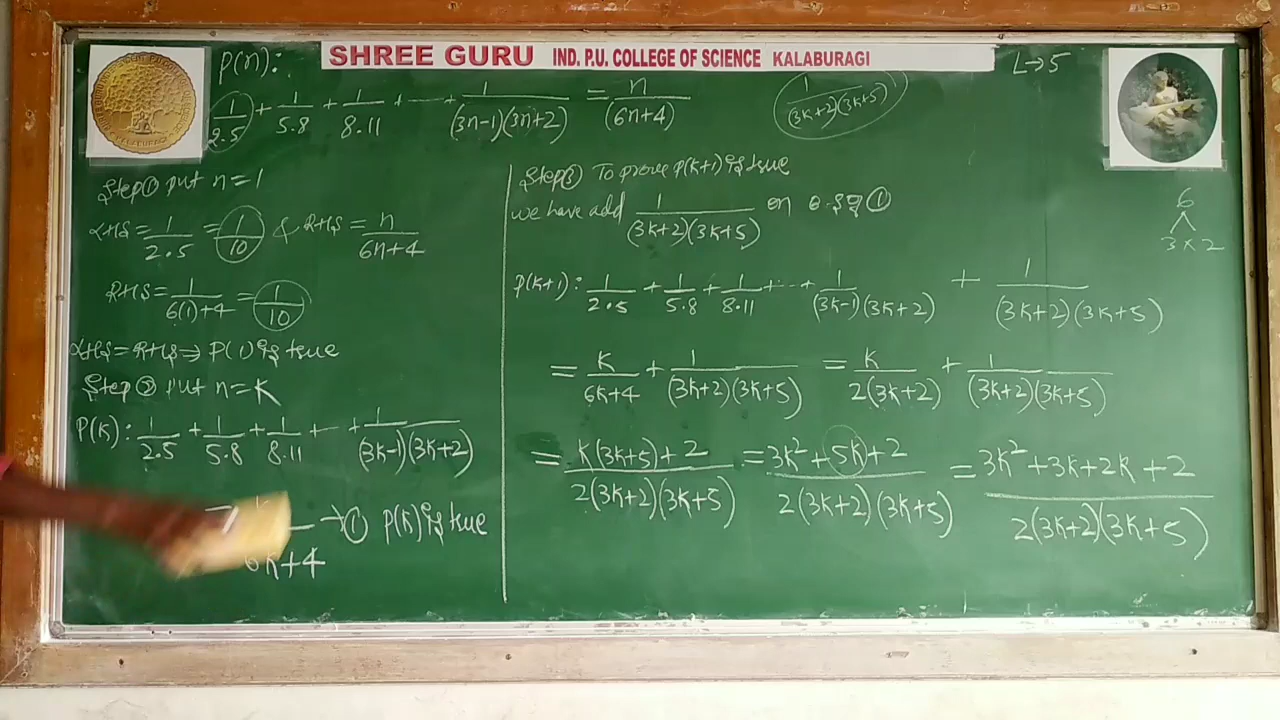 SHREE GURU IND. P.U. COLLEGE OF SCIENCE KALABURAGI
P(n): L→5
1/2.5 + 1/5.8 + 1/8.11 + ---- + 1/(3n-1)(3n+2) = n/(6n+4)
1/(3k+2)(3k+5)
Step ① put n=1
LHS = 1/2.5 = 1/10 & RHS = n/6n+4
RHS = 1/6(1)+4 = 1/10
LHS = RHS ⇒ P(1) is true
Step ② put n=K
P(K): 1/2.5 + 1/5.8 + 1/8.11 + --- + 1/(3K-1)(3K+2)
6K+4 → ① P(K) is true
Step ③ To prove P(K+1) is true
we have add 1/(3K+2)(3K+5) on ①
P(K+1): 1/2.5 + 1/5.8 + 1/8.11 + --- + 1/(3K-1)(3K+2) + 1/(3K+2)(3K+5)
= K/6K+4 + 1/(3K+2)(3K+5) = K/2(3K+2) + 1/(3K+2)(3K+5)
= K(3K+5)+2/2(3K+2)(3K+5) = 3K²+5K+2/2(3K+2)(3K+5) = 3K²+3K+2K+2/2(3K+2)(3K+5)
6
3×2